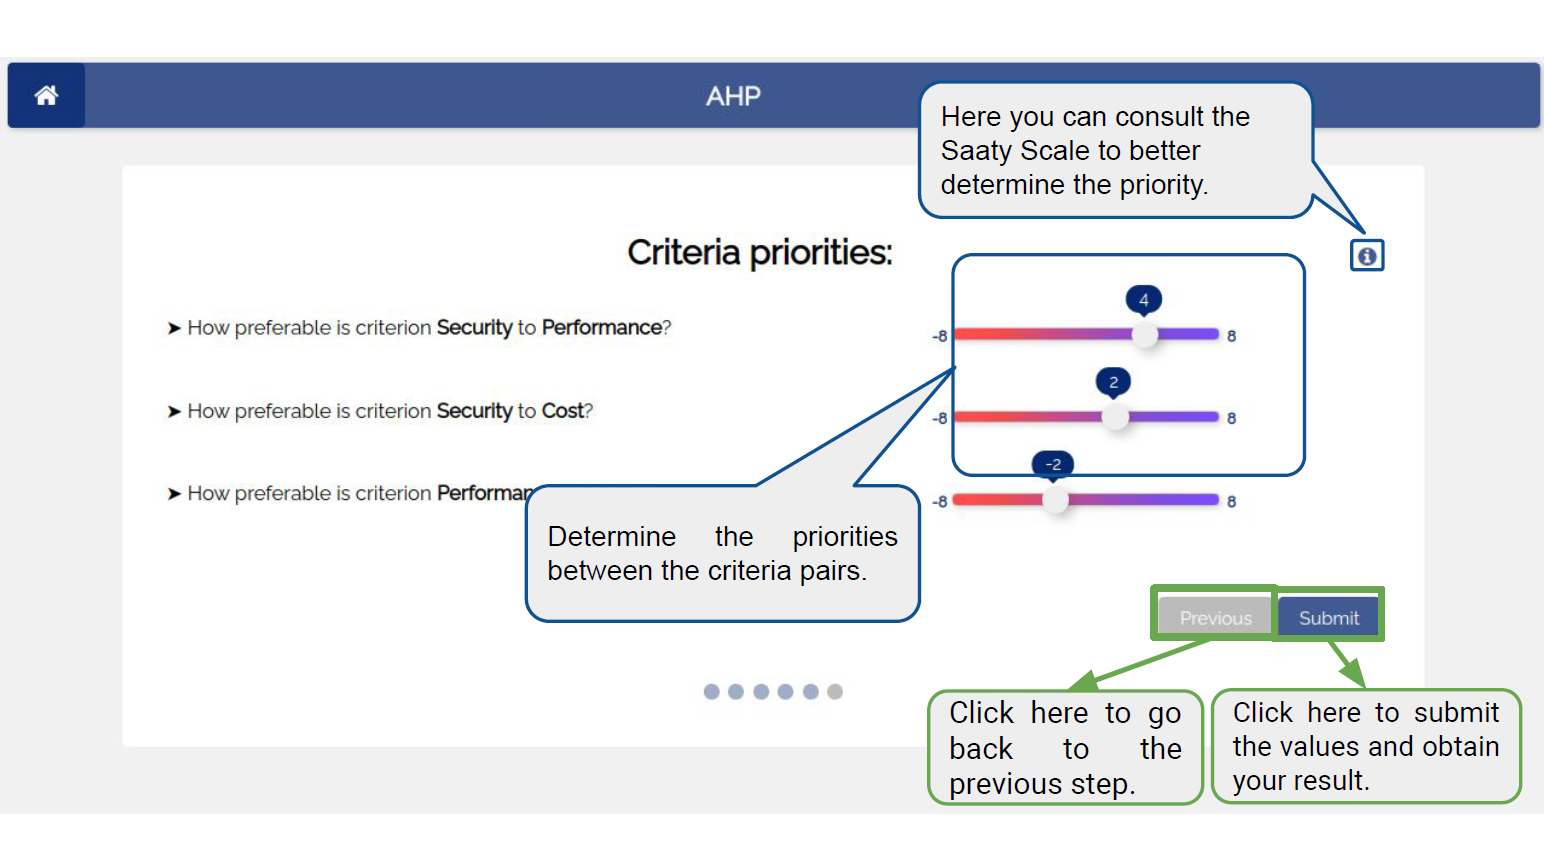 AHP
Here you can consult the
Saaty Scale to better
determine the priority.
Criteria priorities:
➤ How preferable is criterion Security to Performance?
4
-8
8
➤ How preferable is criterion Security to Cost?
2
-8
8
➤ How preferable is criterion
-2
-8
8
Determine the priorities
between the criteria pairs.
Previous
Submit
Click here to go
back to the
previous step.
Click here to submit
the values and obtain
your result.